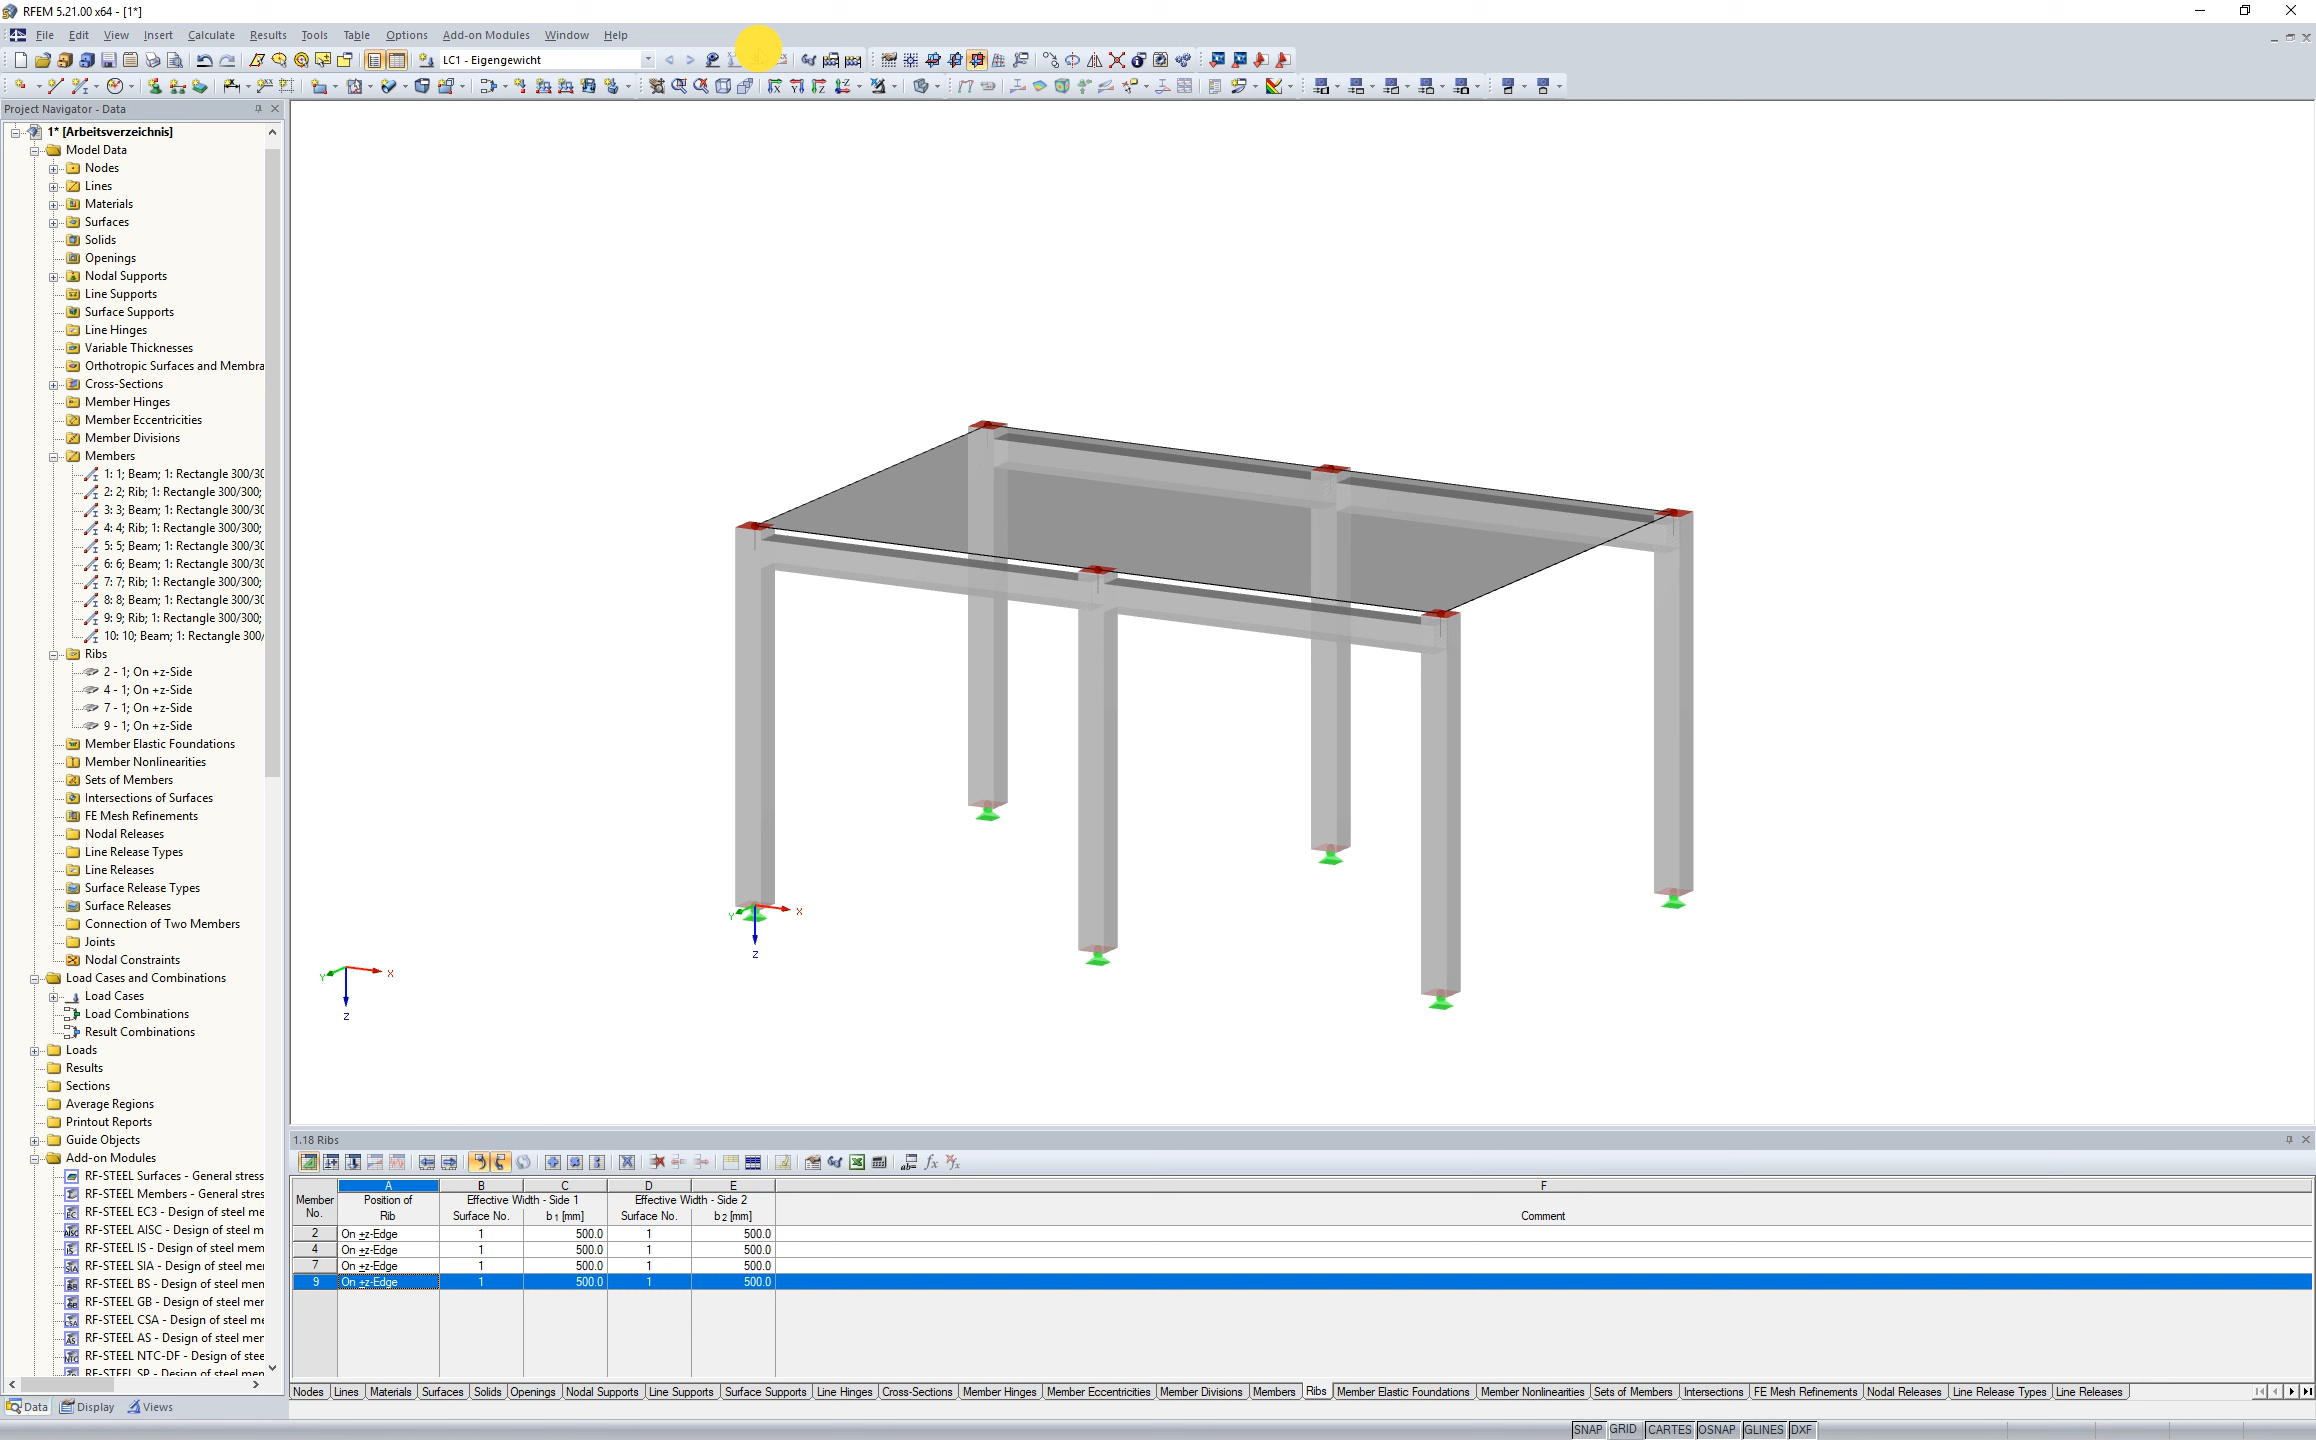 RFEM 5.21.00 x64 - [1*]
File Edit View Insert Calculate Results Tools Table Options Add-on Modules Window Help
LC1 - Eigengewicht
Project Navigator - Data
1* [Arbeitsverzeichnis]
Model Data
Nodes
Lines
Materials
Surfaces
Solids
Openings
Nodal Supports
Line Supports
Surface Supports
Line Hinges
Variable Thicknesses
Orthotropic Surfaces and Membra
Cross-Sections
Member Hinges
Member Eccentricities
Member Divisions
Members
1: 1; Beam; 1: Rectangle 300/30
2: 2; Rib; 1: Rectangle 300/300;
3: 3; Beam; 1: Rectangle 300/30
4: 4; Rib; 1: Rectangle 300/300;
5: 5; Beam; 1: Rectangle 300/30
6: 6; Beam; 1: Rectangle 300/30
7: 7; Rib; 1: Rectangle 300/300;
8: 8; Beam; 1: Rectangle 300/30
9: 9; Rib; 1: Rectangle 300/300;
10: 10; Beam; 1: Rectangle 300/
Ribs
2 - 1; On +z-Side
4 - 1; On +z-Side
7 - 1; On +z-Side
9 - 1; On +z-Side
Member Elastic Foundations
Member Nonlinearities
Sets of Members
Intersections of Surfaces
FE Mesh Refinements
Nodal Releases
Line Release Types
Line Releases
Surface Release Types
Surface Releases
Connection of Two Members
Joints
Nodal Constraints
Load Cases and Combinations
Load Cases
Load Combinations
Result Combinations
Loads
Results
Sections
Average Regions
Printout Reports
Guide Objects
Add-on Modules
RF-STEEL Surfaces - General stress
RF-STEEL Members - General stres
RF-STEEL EC3 - Design of steel me
RF-STEEL AISC - Design of steel m
RF-STEEL IS - Design of steel mem
RF-STEEL SIA - Design of steel mei
RF-STEEL BS - Design of steel mer
RF-STEEL GB - Design of steel mer
RF-STEEL CSA - Design of steel me
RF-STEEL AS - Design of steel mer
RF-STEEL NTC-DF - Design of stee
RF-STEEL SP - Design of steel mem
Data Display Views
Y X
Z
Y X
Z
1.18 Ribs
A B C D E F
Member Position of Effective Width - Side 1 Effective Width - Side 2
No. Rib Surface No. b1 [mm] Surface No. b2 [mm] Comment
2 On +z-Edge 1 500.0 1 500.0
4 On +z-Edge 1 500.0 1 500.0
7 On +z-Edge 1 500.0 1 500.0
9 On +z-Edge 1 500.0 1 500.0
Nodes Lines Materials Surfaces Solids Openings Nodal Supports Line Supports Surface Supports Line Hinges Cross-Sections Member Hinges Member Eccentricities Member Divisions Members Ribs Member Elastic Foundations Member Nonlinearities Sets of Members Intersections FE Mesh Refinements Nodal Releases Line Release Types Line Releases
SNAP GRID CARTES OSNAP GLINES DXF